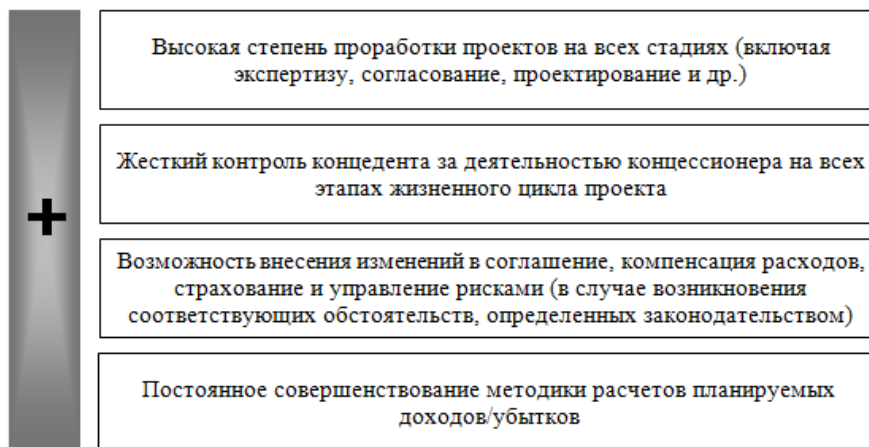 Высокая степень проработки проектов на всех стадиях (включая
экспертизу, согласование, проектирование и др.)
Жесткий контроль концедента за деятельностью концессионера на всех
этапах жизненного цикла проекта
+
Возможность внесения изменений в соглашение, компенсация расходов,
страхование и управление рисками (в случае возникновения
соответствующих обстоятельств, определенных законодательством)
Постоянное совершенствование методики расчетов планируемых
доходов/убытков